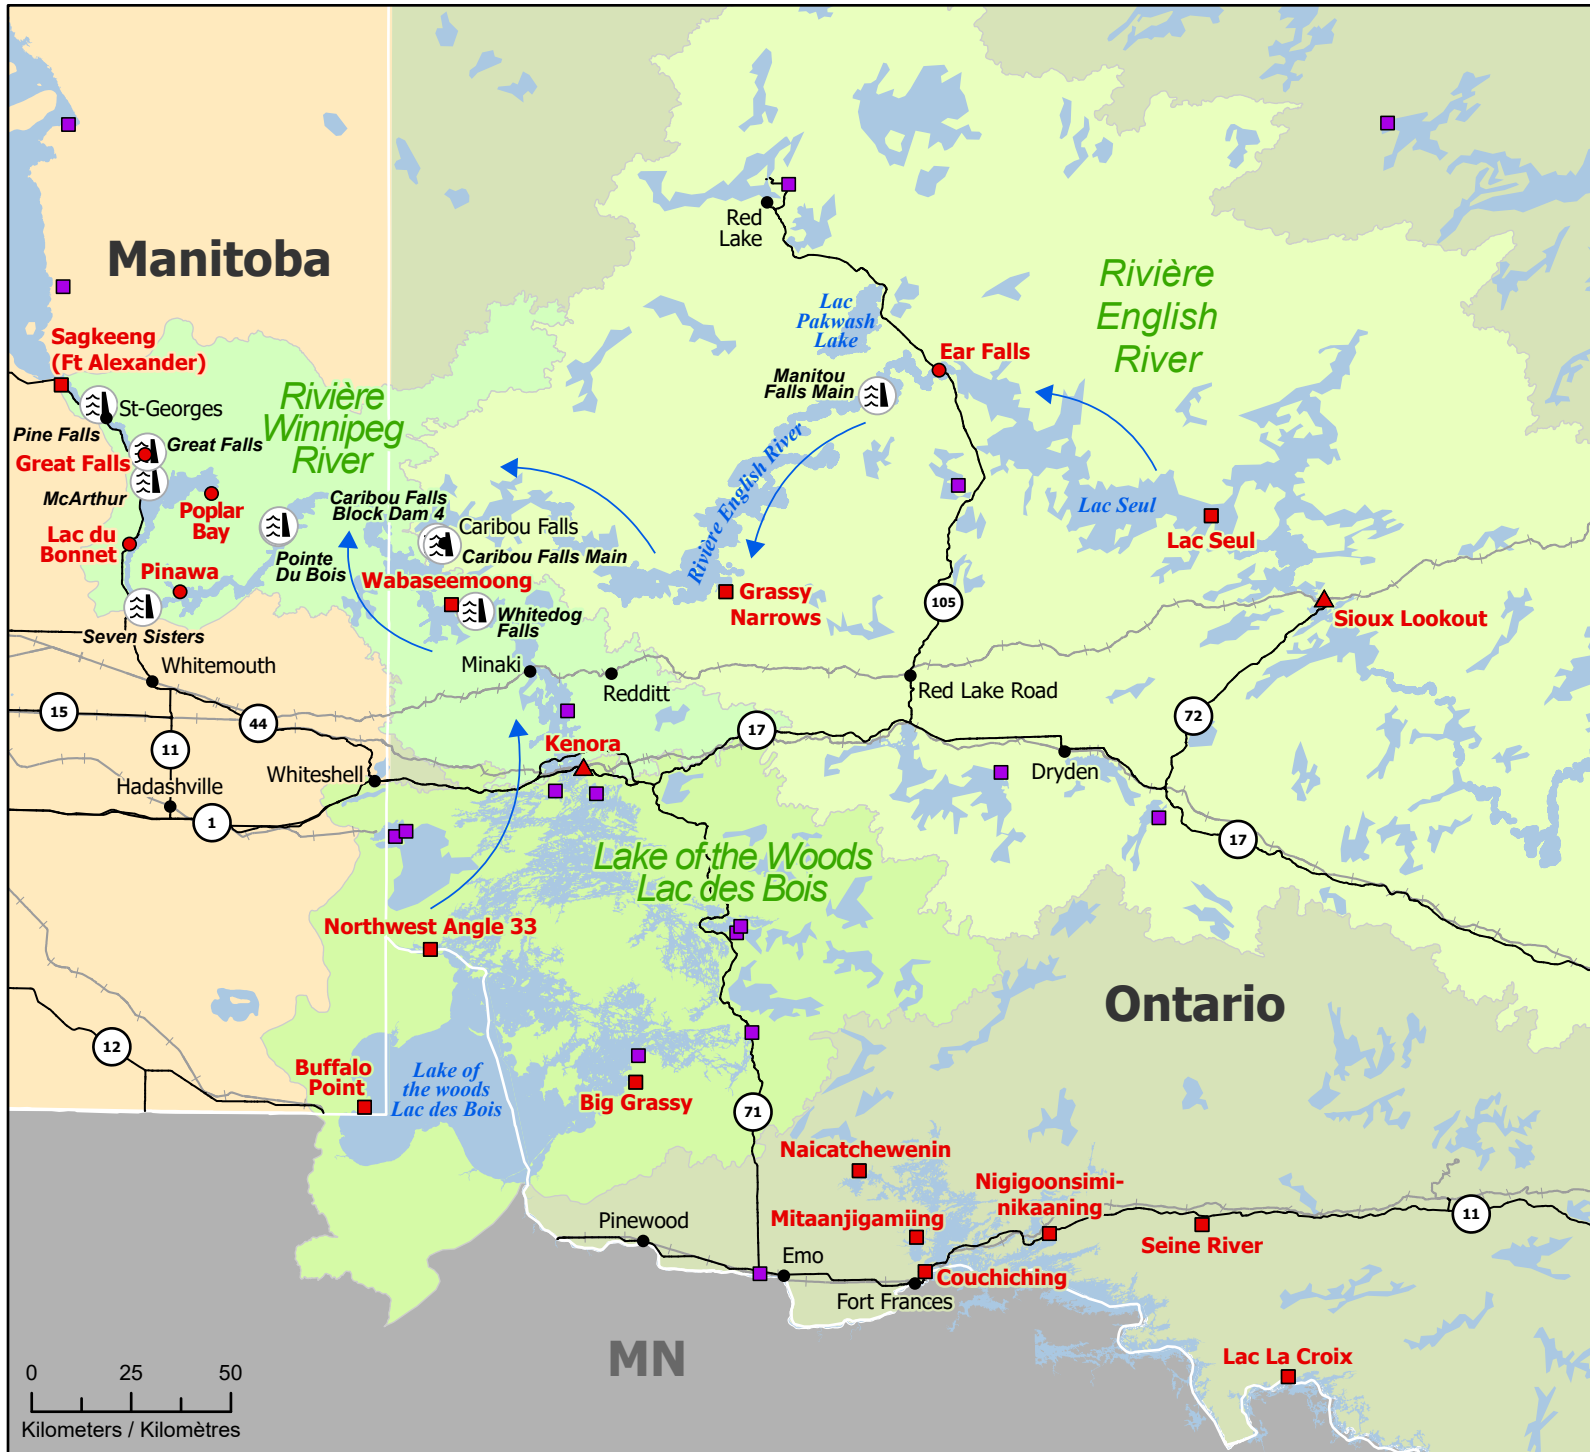 Red
Lake
Manitoba
Rivière
English
River
Lac
Pakwash
Lake
Sagkeeng
(Ft Alexander)
Ear Falls
Manitou
Falls Main
St-Georges
Rivière
Winnipeg
River
Pine Falls
Great Falls
Great Falls
McArthur
Poplar
Bay
Caribou Falls
Block Dam 4
Caribou Falls
Caribou Falls Main
Rivière English River
Lac Seul
Lac Seul
Lac du
Bonnet
Pointe
Du Bois
Pinawa
Wabaseemoong
Whitedog
Falls
Grassy
Narrows
105
Sioux Lookout
Seven Sisters
Whitemouth
Minaki
Redditt
Red Lake Road
15
44
11
17
72
Kenora
Whiteshell
Hadashville
Dryden
1
17
Lake of the Woods
Lac des Bois
Northwest Angle 33
Ontario
12
Buffalo
Point
Lake of
the woods
Lac des Bois
Big Grassy
71
Naicatchewenin
Nigigoonsimi-
nikaaning
Mitaanjigamiing
11
Seine River
Pinewood
Emo
Couchiching
Fort Frances
MN
Lac La Croix
0 25 50
Kilometers / Kilomètres